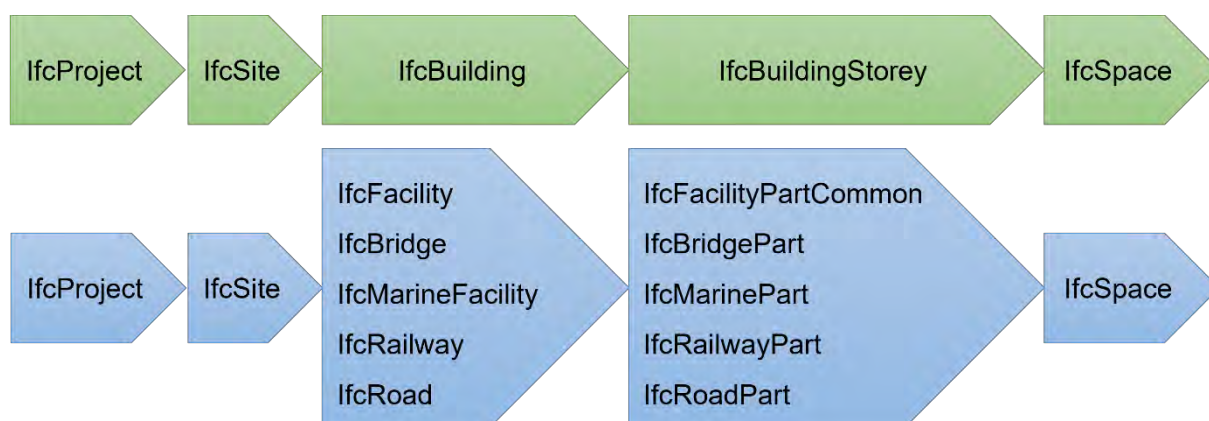 IfcProject
IfcSite
IfcBuilding
IfcBuildingStorey
IfcSpace
IfcProject
IfcSite
IfcFacility
IfcBridge
IfcMarineFacility
IfcRailway
IfcRoad
IfcFacilityPartCommon
IfcBridgePart
IfcMarinePart
IfcRailwayPart
IfcRoadPart
IfcSpace